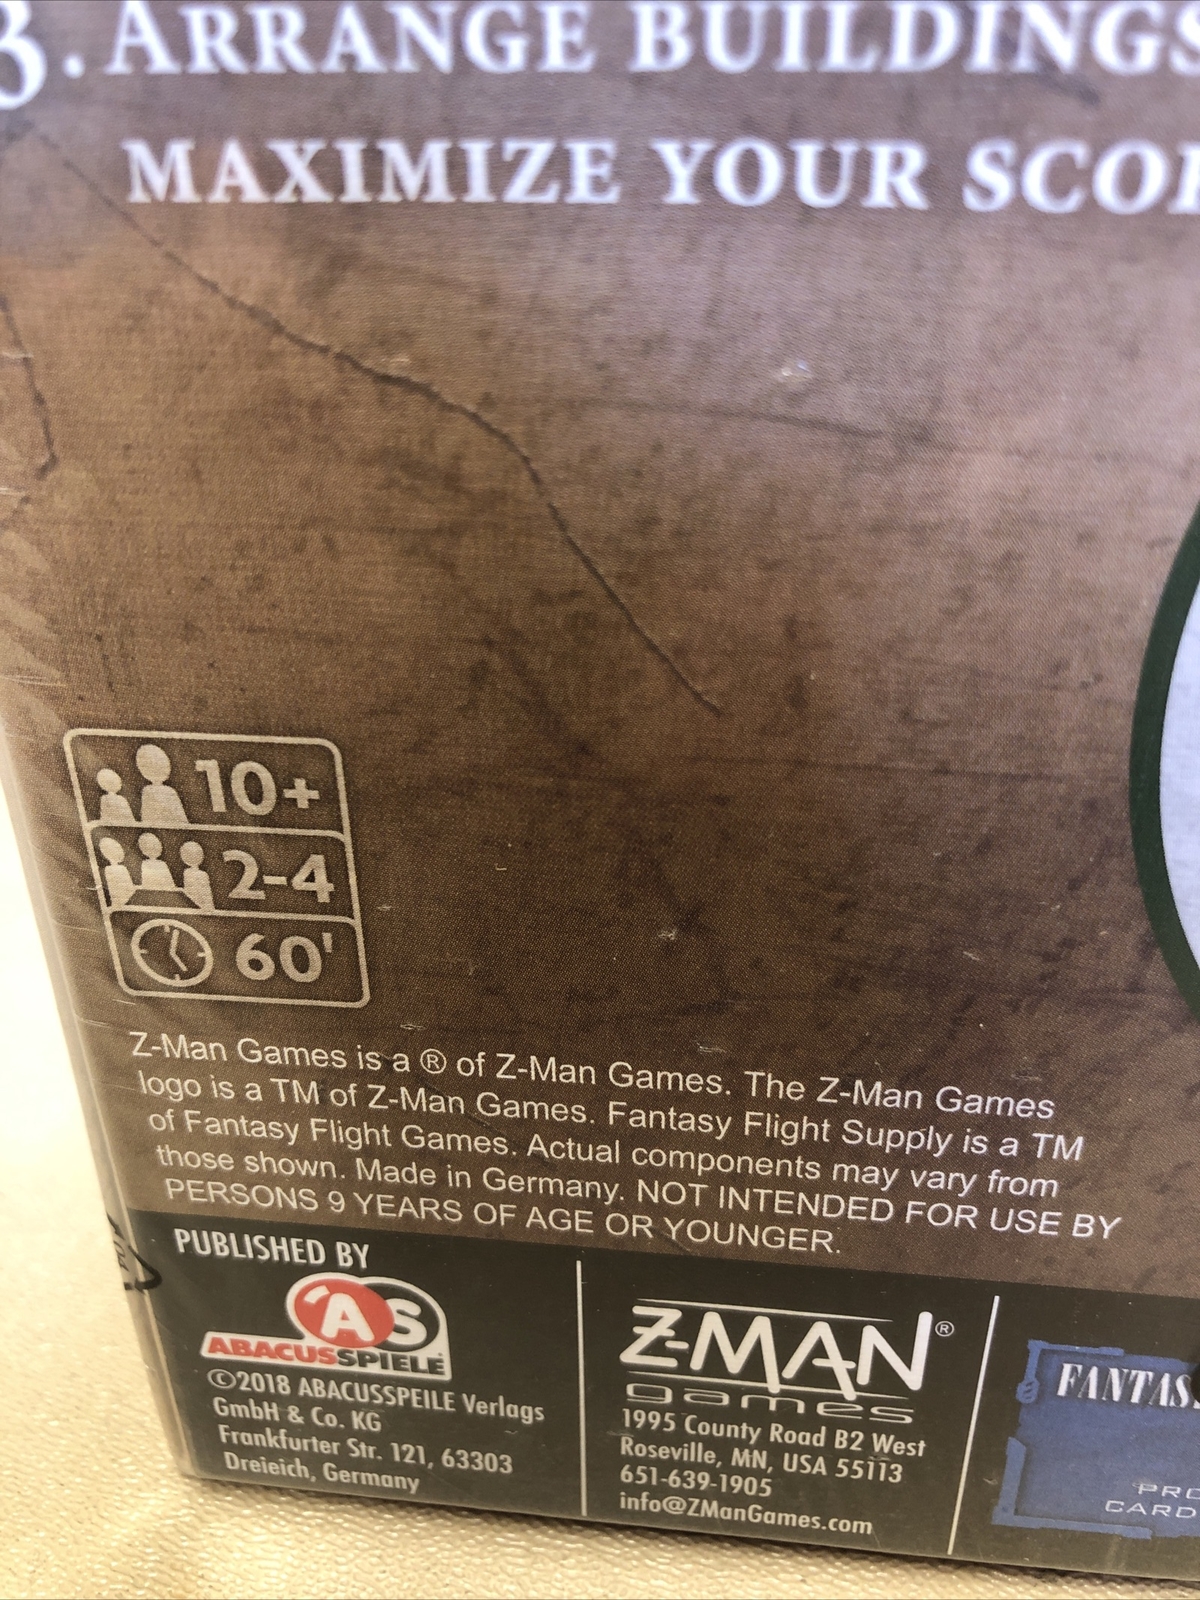 3. ARRANGE BUILDINGS
MAXIMIZE YOUR
10+
2-4
60'
Z-Man Games is a ® of Z-Man Games. The Z-Man Games
logo is a TM of Z-Man Games. Fantasy Flight Supply is a TM
of Fantasy Flight Games. Actual components may vary from
those shown. Made in Germany. NOT INTENDED FOR USE BY
PERSONS 9 YEARS OF AGE OR YOUNGER.
PUBLISHED BY
AS
ABACUSSPIELE
©2018 ABACUSSPEILE Verlags
GmbH & Co. KG
Frankfurter Str. 121, 63303
Dreieich, Germany
Z-MAN®
games
1995 County Road B2 West
Roseville, MN, USA 55113
651-639-1905
info@ZManGames.com
CARD